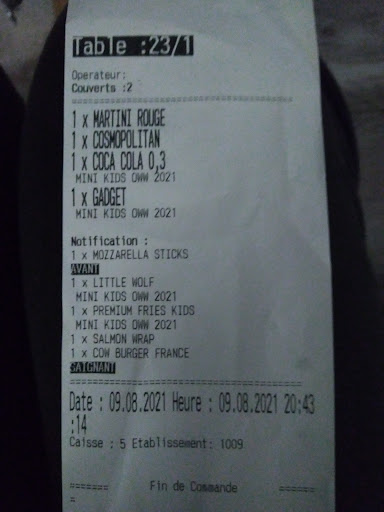 Table :23/1
Operateur:
Couverts :2
1 x MARTINI ROUGE
1 x COSMOPOLITAN
1 x COCA COLA 0,3
MINI KIDS OWW 2021
1 x GADGET
MINI KIDS OWW 2021
Notification :
1 x MOZZARELLA STICKS
AVANT
1 x LITTLE WOLF
MINI KIDS OWW 2021
1 x PREMIUM FRIES KIDS
MINI KIDS OWW 2021
1 x SALMON WRAP
1 x COW BURGER FRANCE
SAIGNANT
Date : 09.08.2021 Heure : 09.08.2021 20:43
:14
Caisse : 5 Etablissement: 1009
======= Fin de Commande ======
=